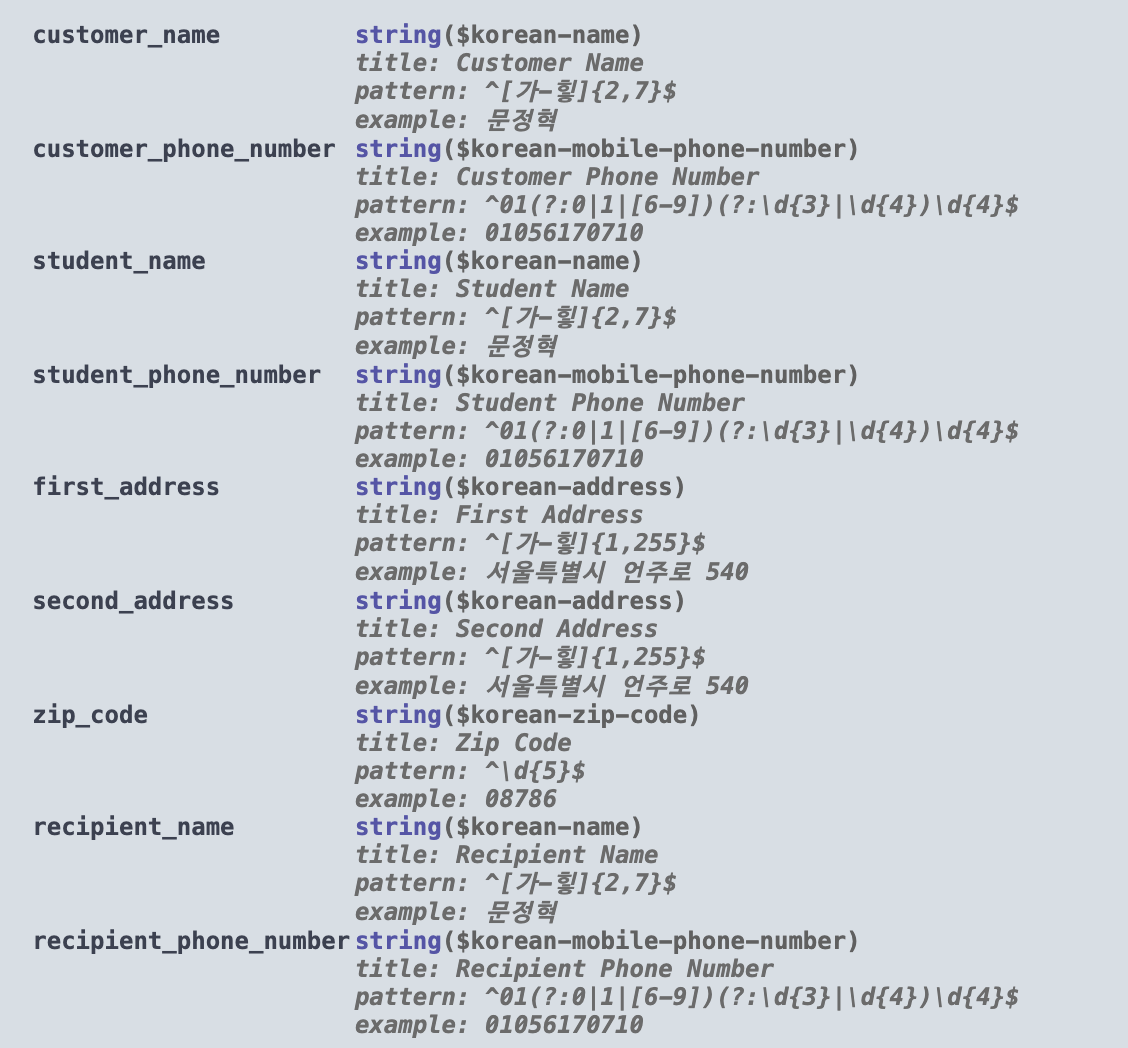 customer_name string($korean-name)
title: Customer Name
pattern: ^[가-힣]{2,7}$
example: 문정혁
customer_phone_number string($korean-mobile-phone-number)
title: Customer Phone Number
pattern: ^01(?:0|1|[6-9])(?:\d{3}|\d{4})\d{4}$
example: 01056170710
student_name string($korean-name)
title: Student Name
pattern: ^[가-힣]{2,7}$
example: 문정혁
student_phone_number string($korean-mobile-phone-number)
title: Student Phone Number
pattern: ^01(?:0|1|[6-9])(?:\d{3}|\d{4})\d{4}$
example: 01056170710
first_address string($korean-address)
title: First Address
pattern: ^[가-힣]{1,255}$
example: 서울특별시 언주로 540
second_address string($korean-address)
title: Second Address
pattern: ^[가-힣]{1,255}$
example: 서울특별시 언주로 540
zip_code string($korean-zip-code)
title: Zip Code
pattern: ^\d{5}$
example: 08786
recipient_name string($korean-name)
title: Recipient Name
pattern: ^[가-힣]{2,7}$
example: 문정혁
recipient_phone_number string($korean-mobile-phone-number)
title: Recipient Phone Number
pattern: ^01(?:0|1|[6-9])(?:\d{3}|\d{4})\d{4}$
example: 01056170710